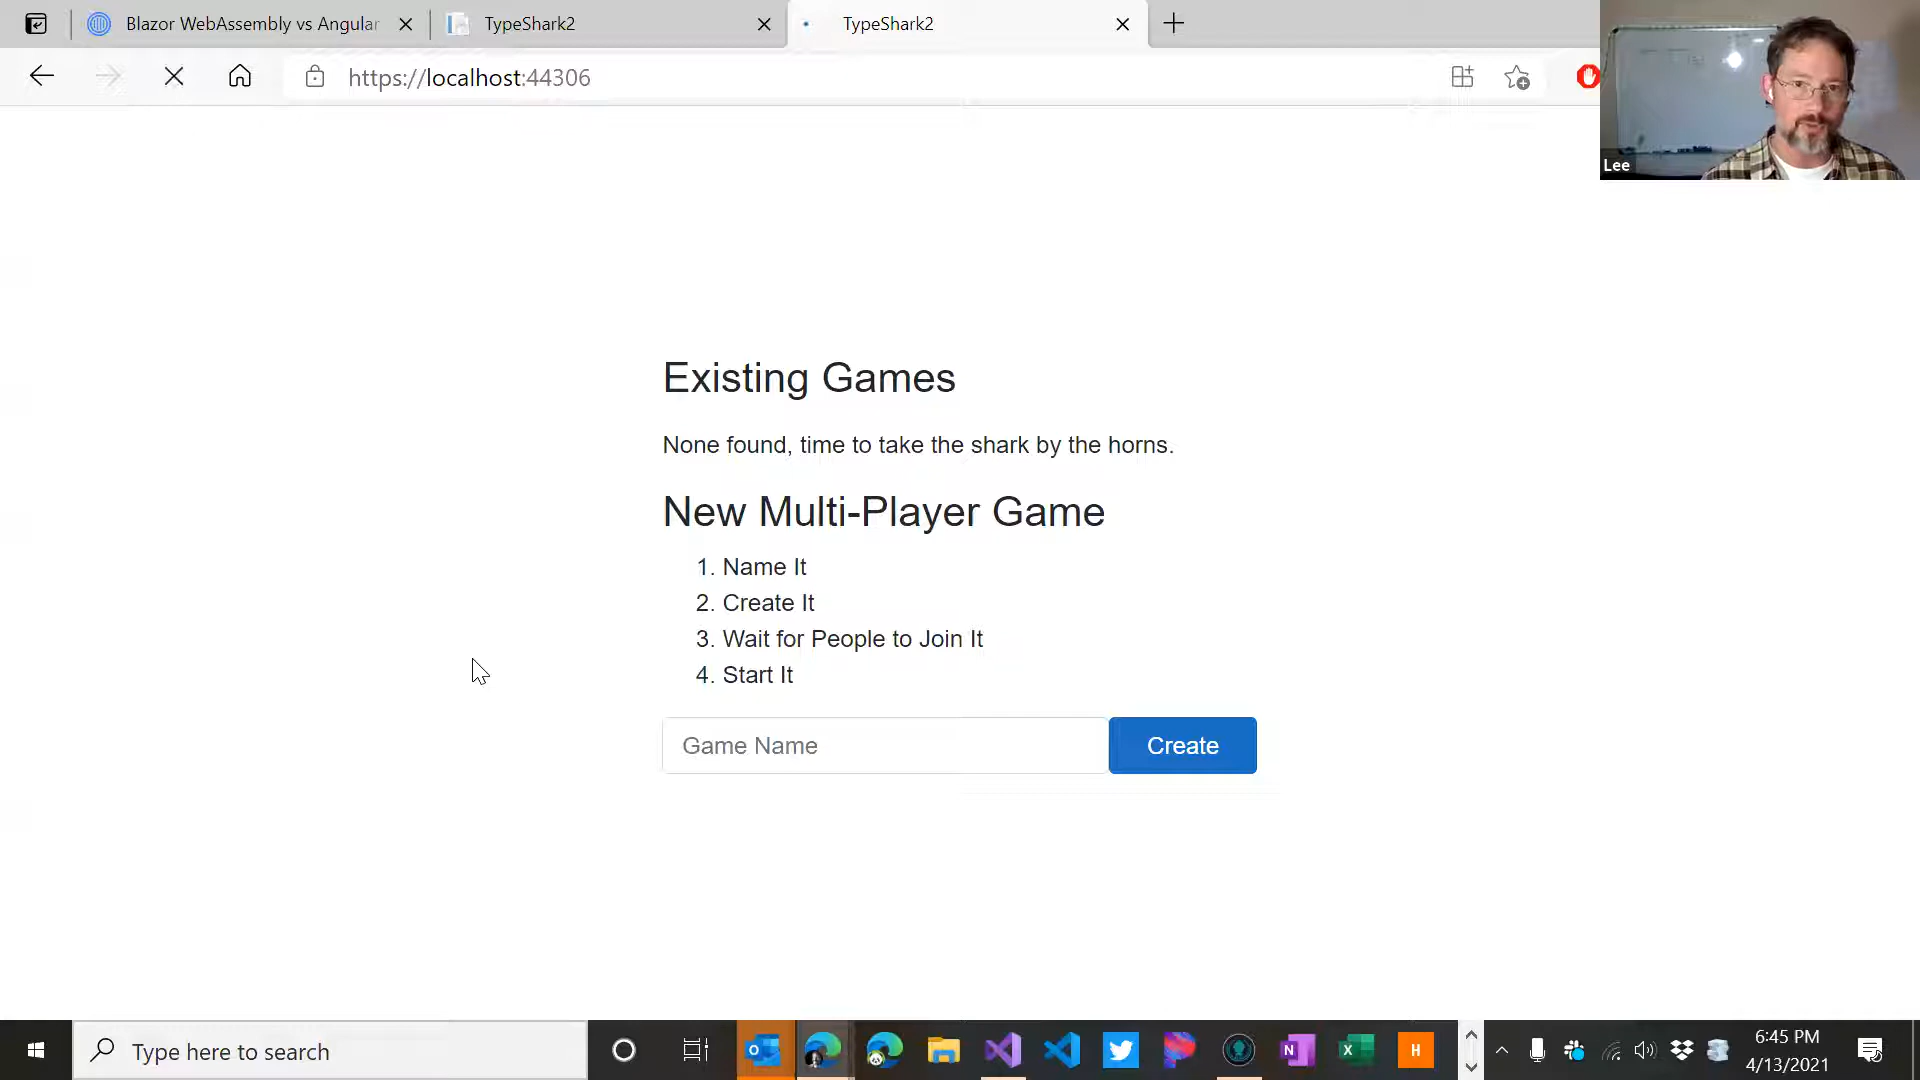 Blazor WebAssembly vs Angular
TypeShark2
TypeShark2
https://localhost:44306
Lee
Existing Games
None found, time to take the shark by the horns.
New Multi-Player Game
1. Name It
2. Create It
3. Wait for People to Join It
4. Start It
Game Name
Create
Type here to search
H
6:45 PM
4/13/2021